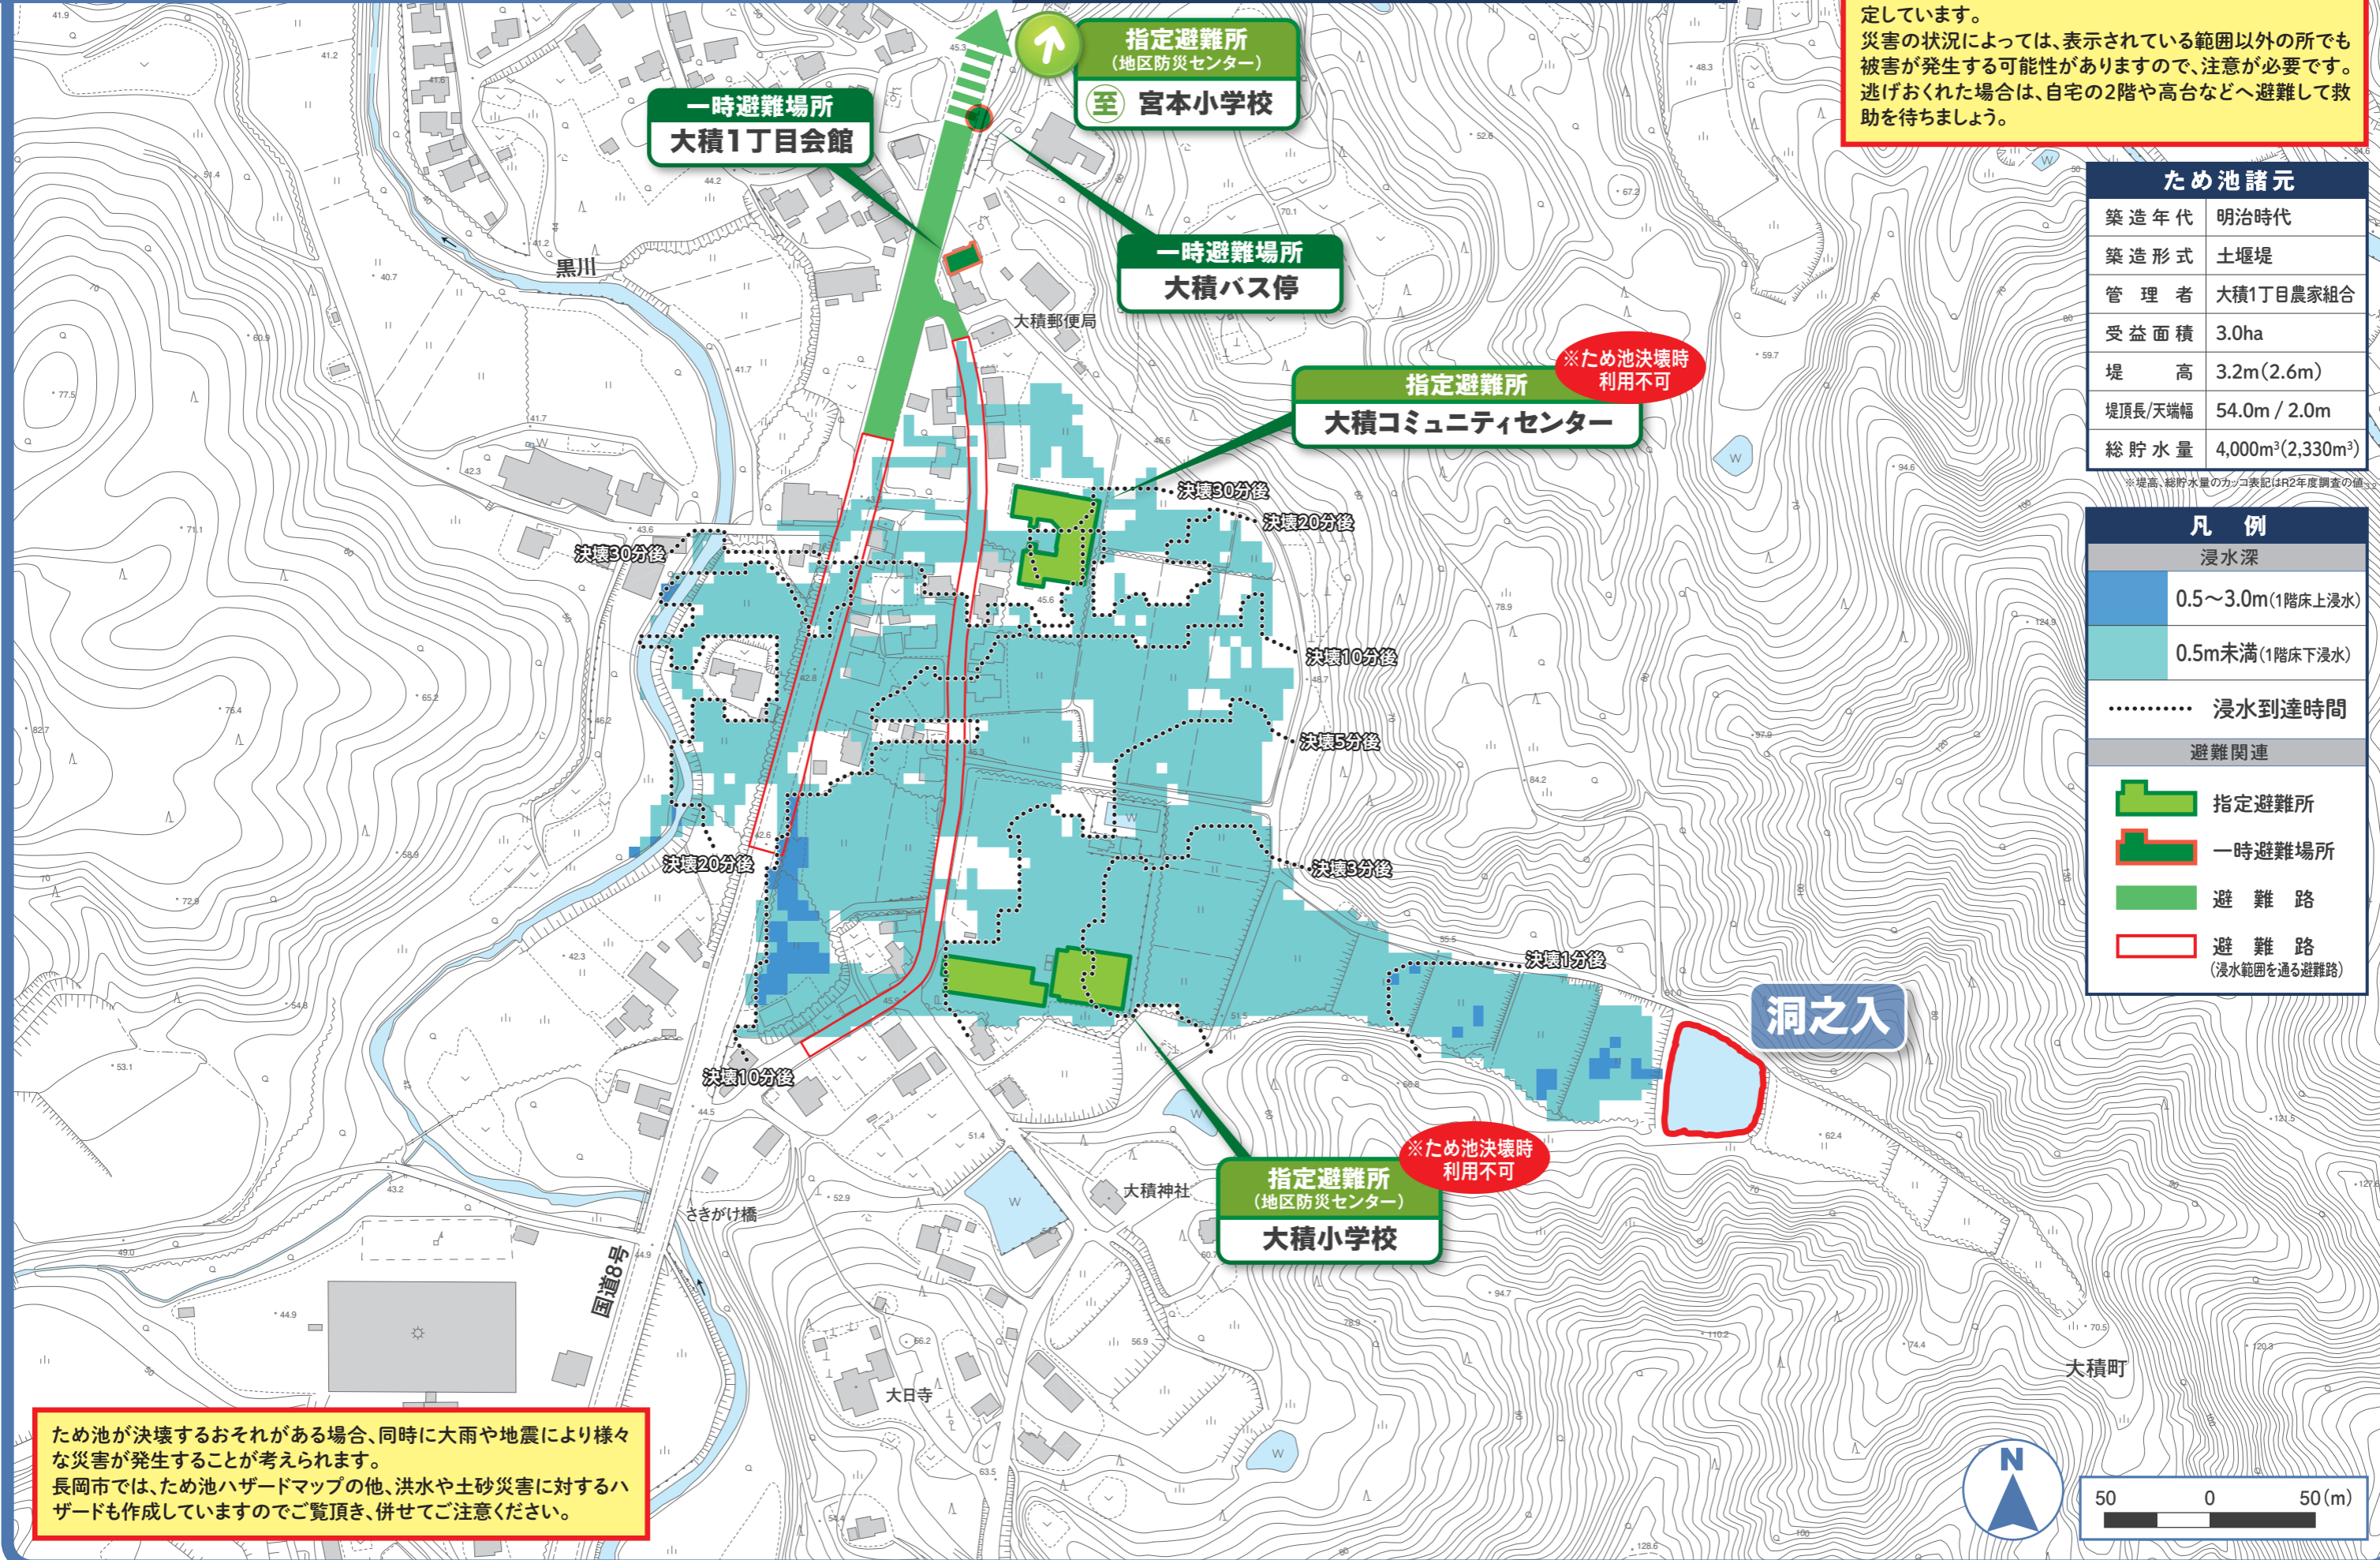 定しています。
災害の状況によっては、表示されている範囲以外の所でも
被害が発生する可能性がありますので、注意が必要です。
逃げおくれた場合は、自宅の2階や高台などへ避難して救
助を待ちましょう。
指定避難所
(地区防災センター)
至 宮本小学校
一時避難場所
大積1丁目会館
一時避難場所
大積バス停
黒川
大積郵便局
※ため池決壊時
利用不可
指定避難所
大積コミュニティセンター
ため池諸元
築造年代 明治時代
築造形式 土堰堤
管理者 大積1丁目農家組合
受益面積 3.0ha
堤高 3.2m(2.6m)
堤頂長/天端幅 54.0m / 2.0m
総貯水量 4,000m³(2,330m³)
※堤高、総貯水量のカッコ表記はR2年度調査の値
凡例
浸水深
0.5～3.0m(1階床上浸水)
0.5m未満(1階床下浸水)
浸水到達時間
避難関連
指定避難所
一時避難場所
避難路
避難路
(浸水範囲を通る避難路)
決壊30分後
決壊20分後
決壊30分後
決壊10分後
決壊5分後
決壊20分後
決壊3分後
決壊1分後
決壊10分後
洞之入
※ため池決壊時
利用不可
指定避難所
(地区防災センター)
大積小学校
大積神社
さきがけ橋
国道8号
大日寺
大積町
ため池が決壊するおそれがある場合、同時に大雨や地震により様々
な災害が発生することが考えられます。
長岡市では、ため池ハザードマップの他、洪水や土砂災害に対するハ
ザードも作成していますのでご覧頂き、併せてご注意ください。
N
50 0 50(m)